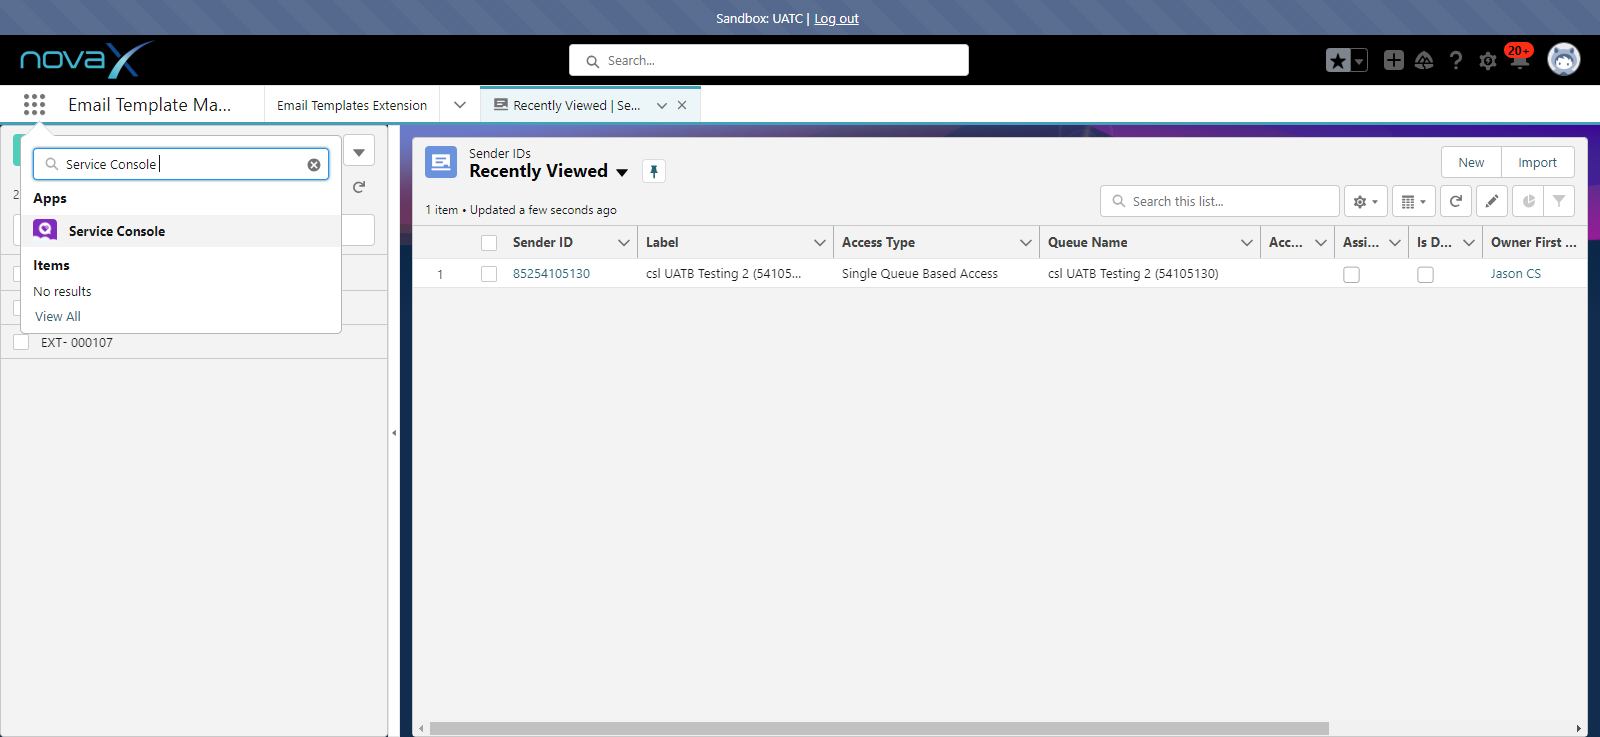 Sandbox: UATC | Log out
novaX
Search...
20+
Email Template Ma...
Email Templates Extension
Recently Viewed | Se...
Service Console
Apps
Service Console
Items
No results
View All
2
EXT- 000107
Sender IDs
Recently Viewed
New
Import
1 item • Updated a few seconds ago
Search this list...
Sender ID
Label
Access Type
Queue Name
Acc...
Assi...
Is D...
Owner First ...
1
85254105130
csl UATB Testing 2 (54105...
Single Queue Based Access
csl UATB Testing 2 (54105130)
Jason CS